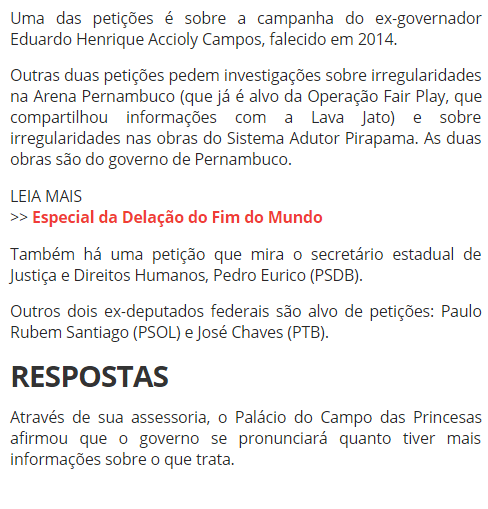 Uma das petições é sobre a campanha do ex-governador
Eduardo Henrique Accioly Campos, falecido em 2014.
Outras duas petições pedem investigações sobre irregularidades
na Arena Pernambuco (que já é alvo da Operação Fair Play, que
compartilhou informações com a Lava Jato) e sobre
irregularidades nas obras do Sistema Adutor Pirapama. As duas
obras são do governo de Pernambuco.
LEIA MAIS
>> Especial da Delação do Fim do Mundo
Também há uma petição que mira o secretário estadual de
Justiça e Direitos Humanos, Pedro Eurico (PSDB).
Outros dois ex-deputados federais são alvo de petições: Paulo
Rubem Santiago (PSOL) e José Chaves (PTB).
RESPOSTAS
Através de sua assessoria, o Palácio do Campo das Princesas
afirmou que o governo se pronunciará quanto tiver mais
informações sobre o que trata.